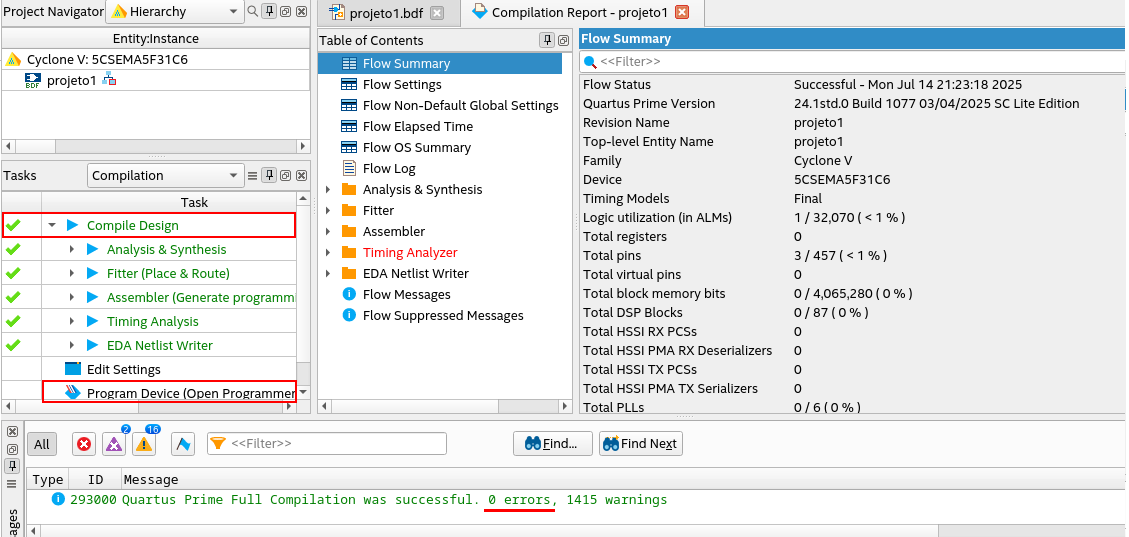 Project Navigator Hierarchy
Entity:Instance
Cyclone V: 5CSEMA5F31C6
BDF projeto1
Tasks Compilation
Task
Compile Design
Analysis & Synthesis
Fitter (Place & Route)
Assembler (Generate programmi
Timing Analysis
EDA Netlist Writer
Edit Settings
Program Device (Open Programmer
projeto1.bdf
Compilation Report - projeto1
Table of Contents
Flow Summary
Flow Settings
Flow Non-Default Global Settings
Flow Elapsed Time
Flow OS Summary
Flow Log
Analysis & Synthesis
Fitter
Assembler
Timing Analyzer
EDA Netlist Writer
Flow Messages
Flow Suppressed Messages
Flow Summary
<<Filter>>
Flow Status Successful - Mon Jul 14 21:23:18 2025
Quartus Prime Version 24.1std.0 Build 1077 03/04/2025 SC Lite Edition
Revision Name projeto1
Top-level Entity Name projeto1
Family Cyclone V
Device 5CSEMA5F31C6
Timing Models Final
Logic utilization (in ALMs) 1 / 32,070 ( < 1 % )
Total registers 0
Total pins 3 / 457 ( < 1 % )
Total virtual pins 0
Total block memory bits 0 / 4,065,280 ( 0 % )
Total DSP Blocks 0 / 87 ( 0 % )
Total HSSI RX PCSs 0
Total HSSI PMA RX Deserializers 0
Total HSSI TX PCSs 0
Total HSSI PMA TX Serializers 0
Total PLLs 0 / 6 ( 0 % )
All 2 16 <<Filter>> Find... Find Next
Type ID Message
293000 Quartus Prime Full Compilation was successful. 0 errors, 1415 warnings
ages